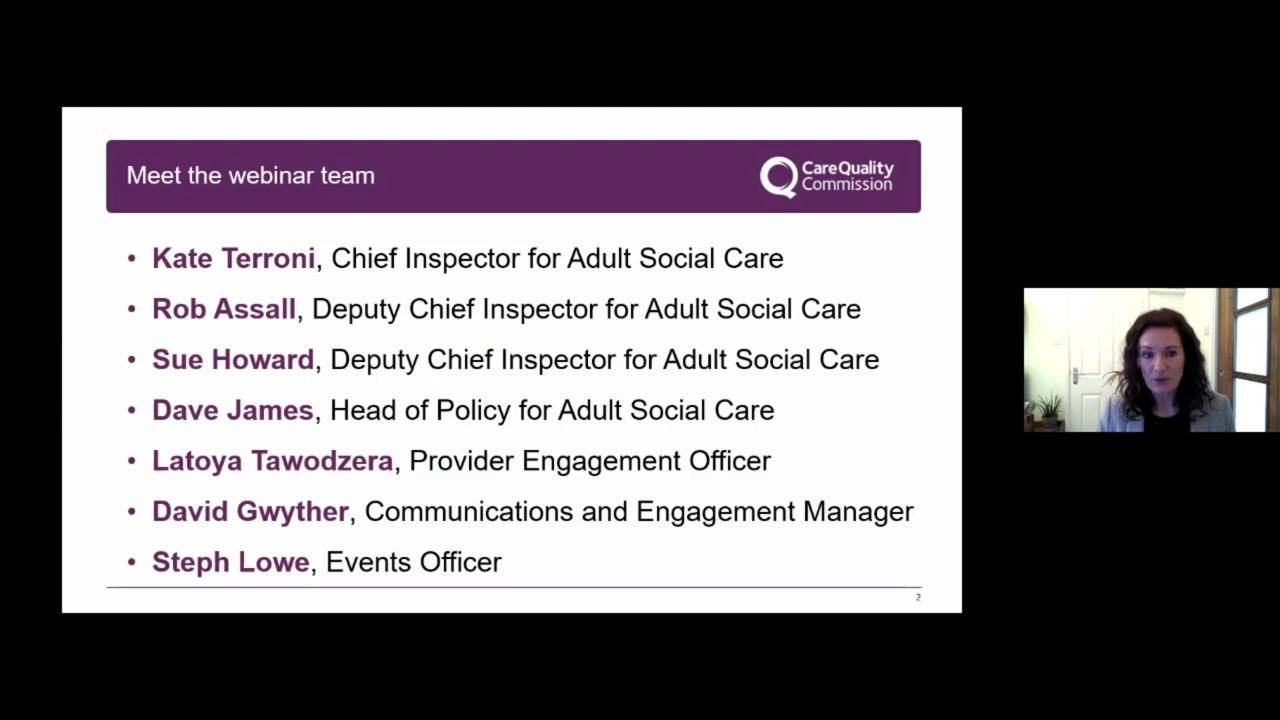 Meet the webinar team
CareQuality
Commission
• Kate Terroni, Chief Inspector for Adult Social Care
• Rob Assall, Deputy Chief Inspector for Adult Social Care
• Sue Howard, Deputy Chief Inspector for Adult Social Care
• Dave James, Head of Policy for Adult Social Care
• Latoya Tawodzera, Provider Engagement Officer
• David Gwyther, Communications and Engagement Manager
• Steph Lowe, Events Officer
2